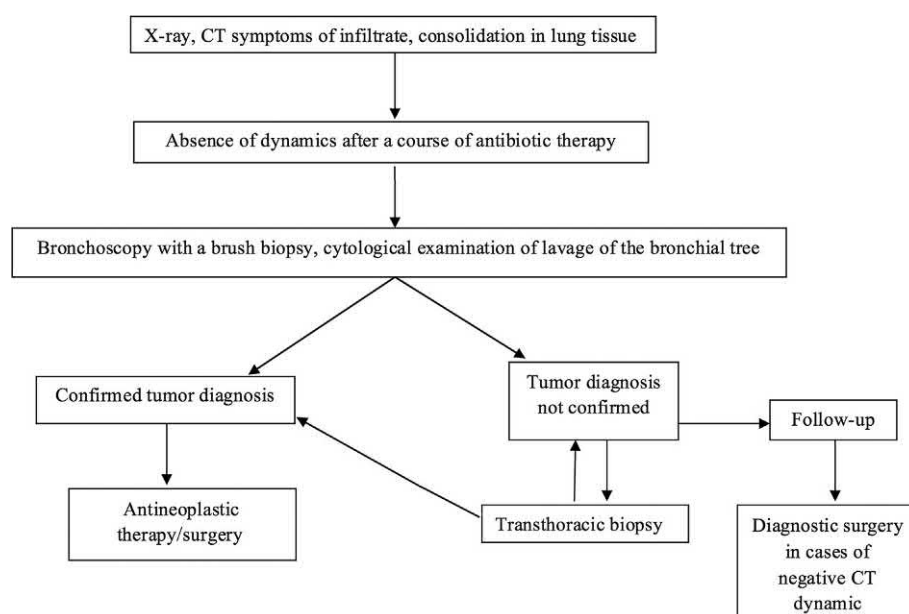 X-ray, CT symptoms of infiltrate, consolidation in lung tissue
Absence of dynamics after a course of antibiotic therapy
Bronchoscopy with a brush biopsy, cytological examination of lavage of the bronchial tree
Confirmed tumor diagnosis
Tumor diagnosis
not confirmed
Follow-up
Antineoplastic
therapy/surgery
Transthoracic biopsy
Diagnostic surgery
in cases of
negative CT
dynamic